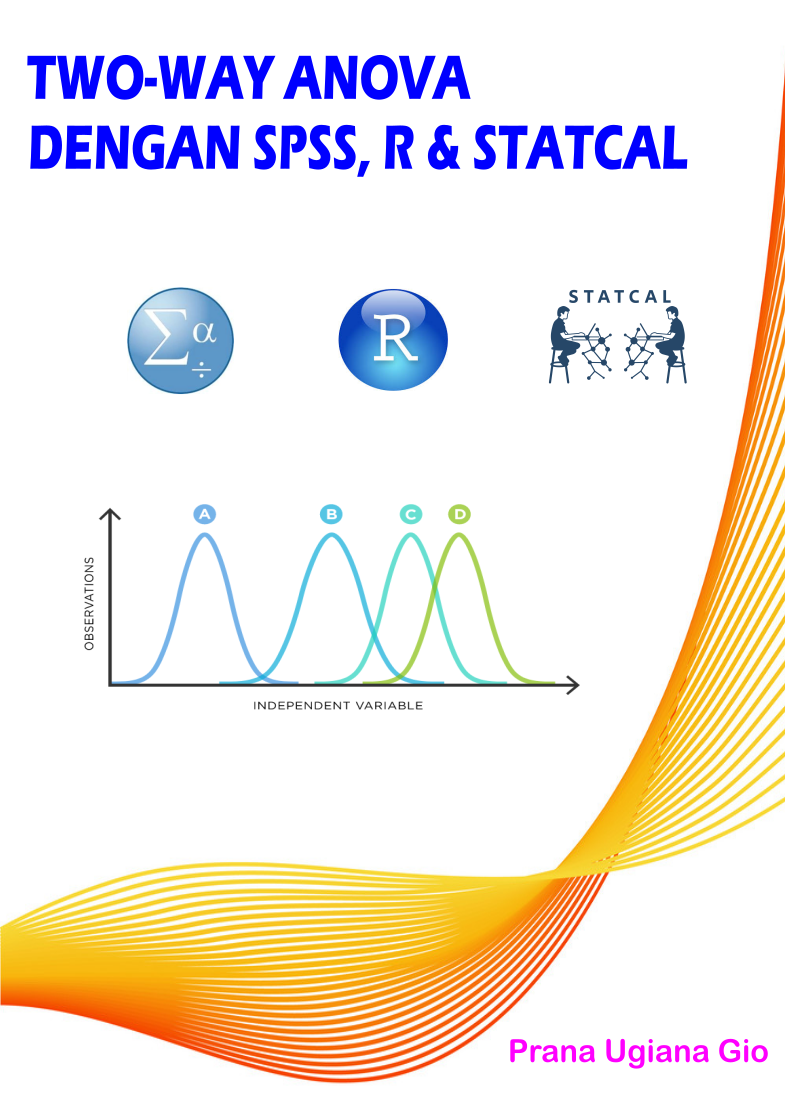 TWO-WAY ANOVA
DENGAN SPSS, R & STATCAL
Σ α ÷
R
STATCAL
A B C D
OBSERVATIONS
INDEPENDENT VARIABLE
Prana Ugiana Gio